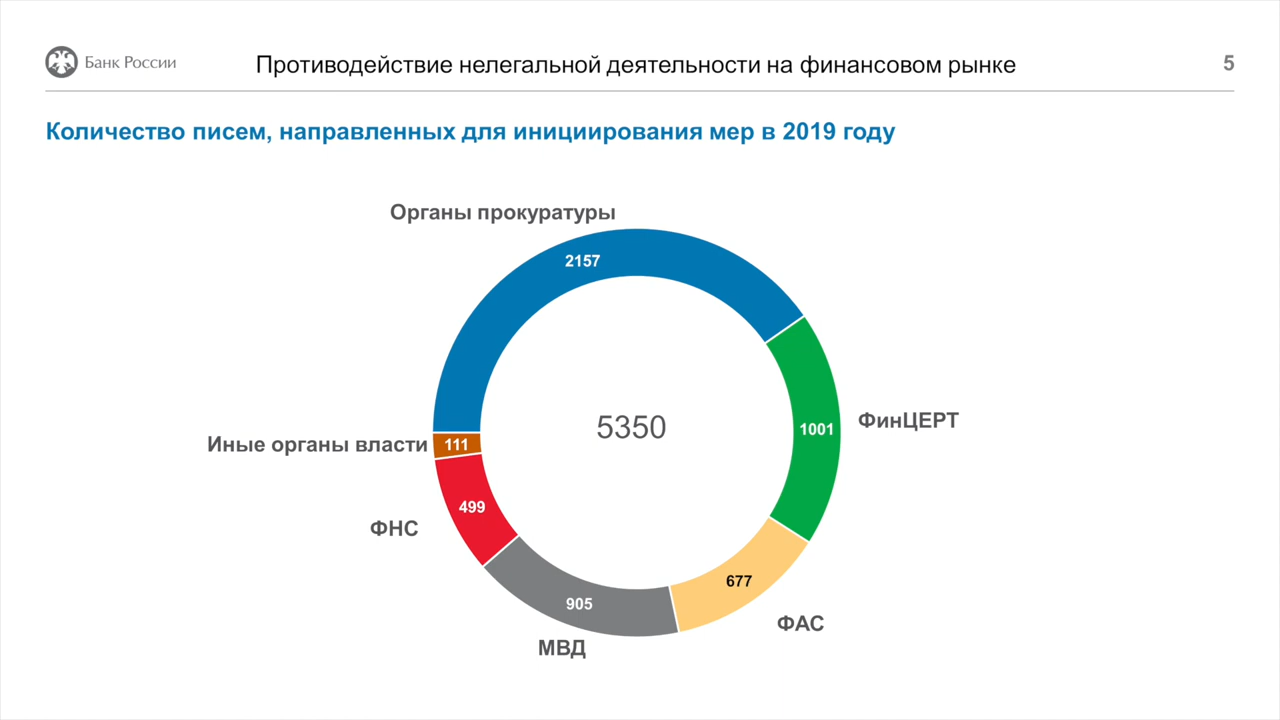 Банк России
Противодействие нелегальной деятельности на финансовом рынке
5
Количество писем, направленных для инициирования мер в 2019 году
Органы прокуратуры
2157
ФинЦЕРТ
1001
5350
Иные органы власти
111
499
ФНС
677
905
ФАС
МВД